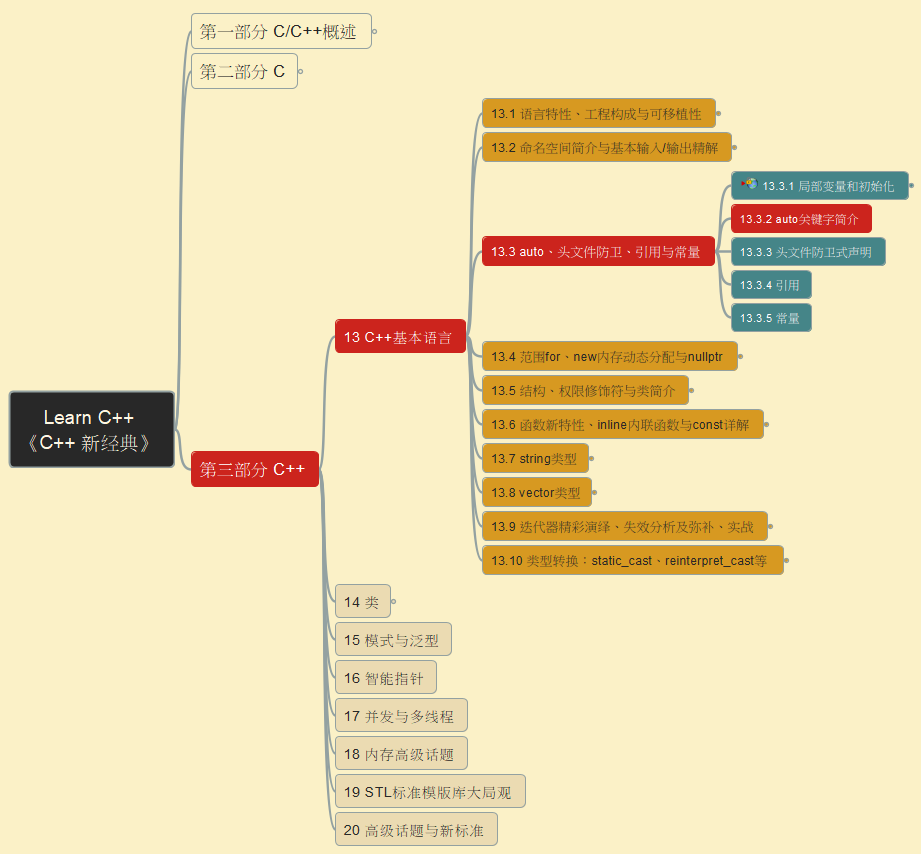 Learn C++
《C++ 新经典》
第一部分 C/C++概述
第二部分 C
第三部分 C++
13 C++基本语言
13.1 语言特性、工程构成与可移植性
13.2 命名空间简介与基本输入/输出精解
13.3 auto、头文件防卫、引用与常量
13.3.1 局部变量和初始化
13.3.2 auto关键字简介
13.3.3 头文件防卫式声明
13.3.4 引用
13.3.5 常量
13.4 范围for、new内存动态分配与nullptr
13.5 结构、权限修饰符与类简介
13.6 函数新特性、inline内联函数与const详解
13.7 string类型
13.8 vector类型
13.9 迭代器精彩演绎、失效分析及弥补、实战
13.10 类型转换：static_cast、reinterpret_cast等
14 类
15 模式与泛型
16 智能指针
17 并发与多线程
18 内存高级话题
19 STL标准模版库大局观
20 高级话题与新标准